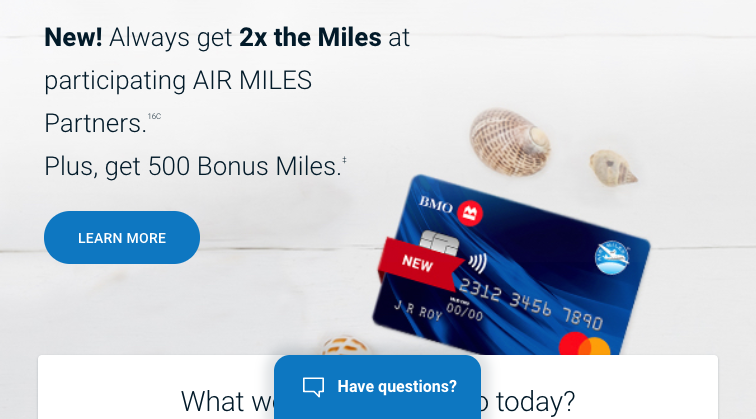 New! Always get 2x the Miles at
participating AIR MILES
Partners.16C
Plus, get 500 Bonus Miles.‡
LEARN MORE
BMO
NEW
2312 3456 7890
00/00
J R ROY
Have questions?
What we
o today?